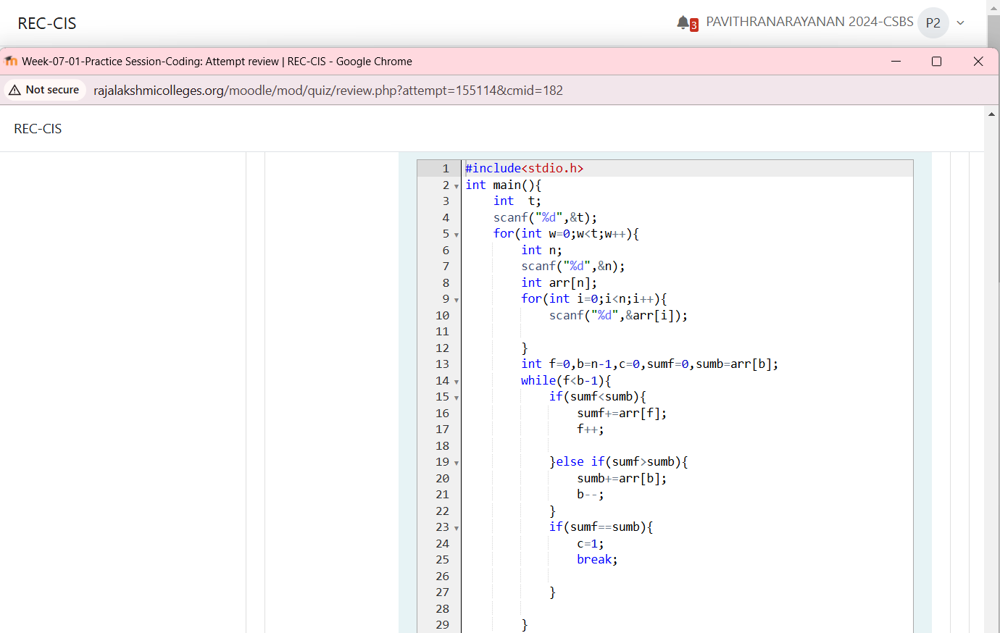 REC-CIS
3 PAVITHRANARAYANAN 2024-CSBS P2
Week-07-01-Practice Session-Coding: Attempt review | REC-CIS - Google Chrome
Not secure rajalakshmicolleges.org/moodle/mod/quiz/review.php?attempt=155114&cmid=182
REC-CIS
1 #include<stdio.h>
2 int main(){
3     int  t;
4     scanf("%d",&t);
5     for(int w=0;w<t;w++){
6         int n;
7         scanf("%d",&n);
8         int arr[n];
9         for(int i=0;i<n;i++){
10             scanf("%d",&arr[i]);
11
12         }
13         int f=0,b=n-1,c=0,sumf=0,sumb=arr[b];
14         while(f<b-1){
15             if(sumf<sumb){
16                 sumf+=arr[f];
17                 f++;
18
19             }else if(sumf>sumb){
20                 sumb+=arr[b];
21                 b--;
22             }
23             if(sumf==sumb){
24                 c=1;
25                 break;
26
27             }
28
29         }